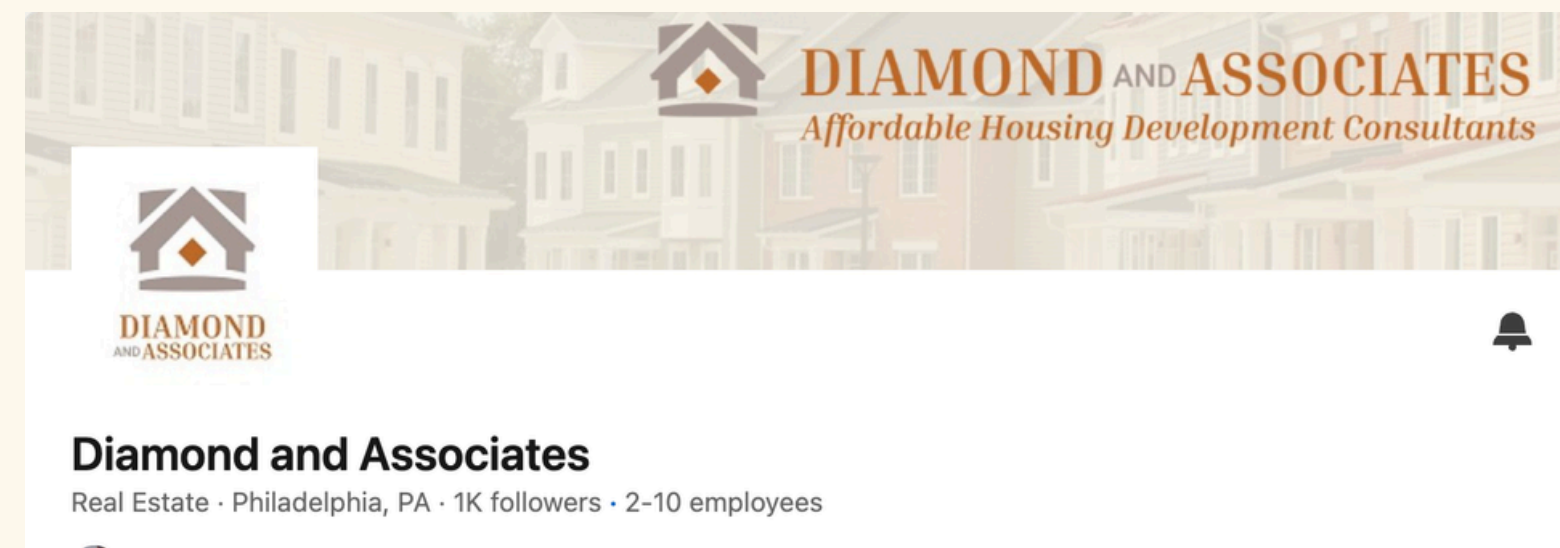 DIAMOND AND ASSOCIATES
Affordable Housing Development Consultants
DIAMOND
AND ASSOCIATES
Diamond and Associates
Real Estate · Philadelphia, PA · 1K followers · 2-10 employees